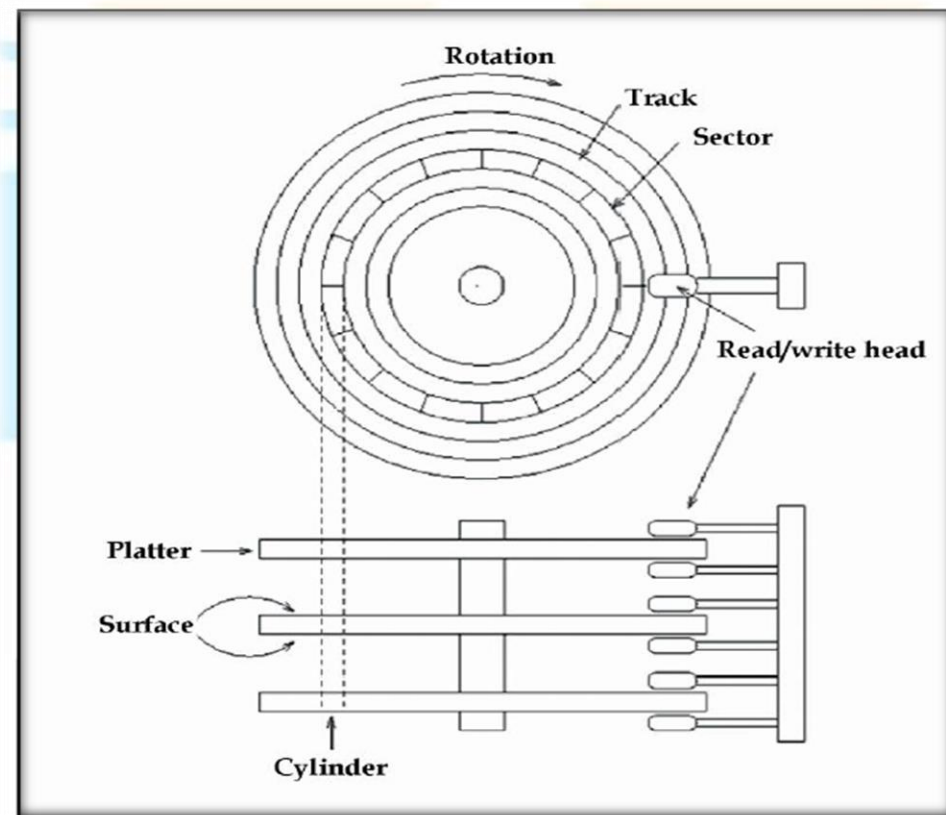 Rotation
Track
Sector
Read/write head
Platter
Surface
Cylinder